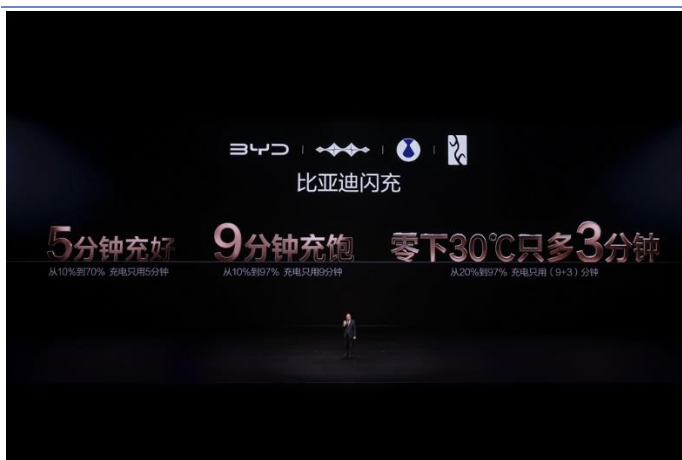 BYD
比亚迪闪充
5分钟充好 9分钟充饱 零下30℃只多3分钟
从10%到70% 充电只用5分钟 从10%到97% 充电只用9分钟 从20%到97% 充电只用（9+3）分钟